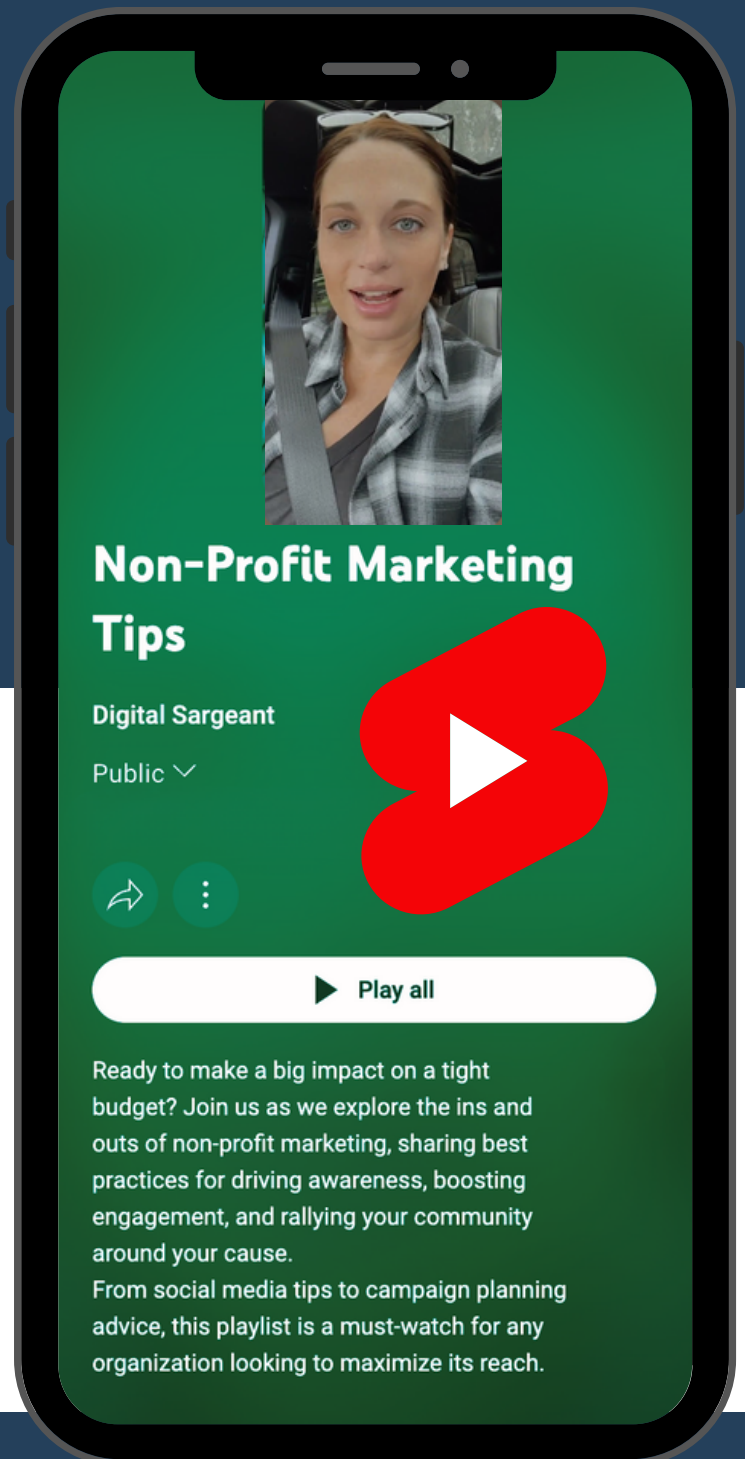 Non-Profit Marketing
Tips
Digital Sargeant
Public
Play all
Ready to make a big impact on a tight
budget? Join us as we explore the ins and
outs of non-profit marketing, sharing best
practices for driving awareness, boosting
engagement, and rallying your community
around your cause.
From social media tips to campaign planning
advice, this playlist is a must-watch for any
organization looking to maximize its reach.